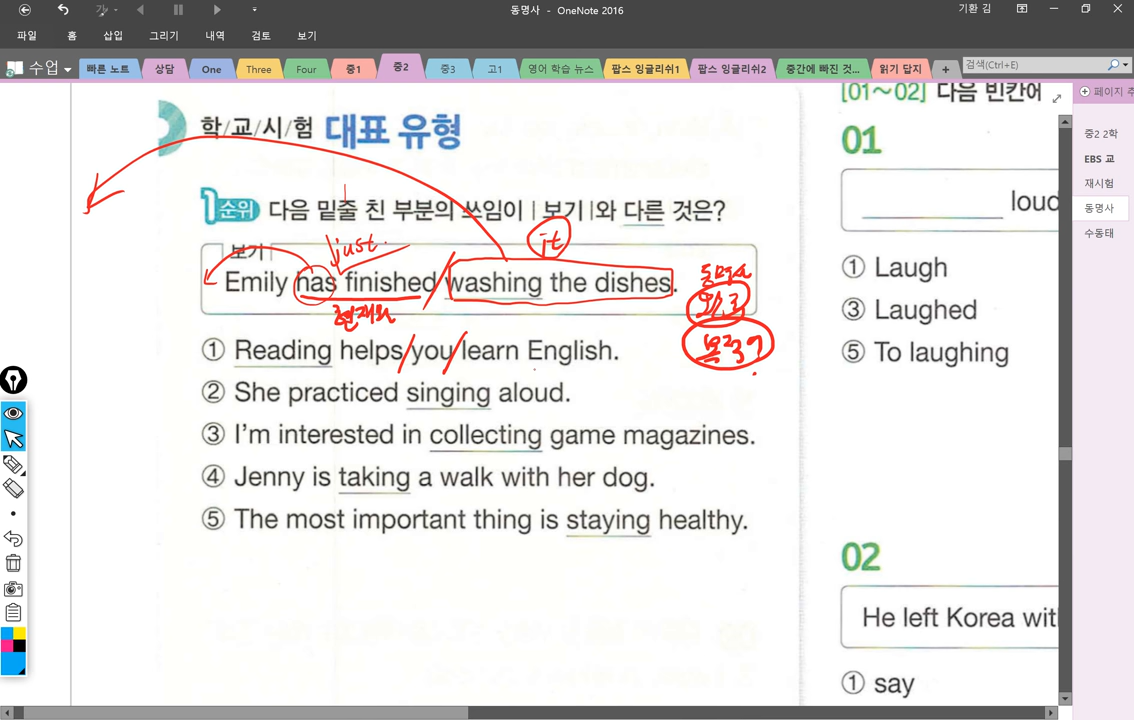 동명사 - OneNote 2016
기환 김
파일 홈 삽입 그리기 내역 검토 보기
수업 빠른 노트 상담 One Three Four 중1 중2 중3 고1 영어 학습 뉴스 팝스 잉글리쉬1 팝스 잉글리쉬2 중간에 빠진 것... 읽기 답지 + 검색(Ctrl+E)
페이지 추
중2 2학
EBS 교
재시험
동명사
수동태
학/교/시/험 대표 유형
1순위 다음 밑줄 친 부분의 쓰임이 |보기|와 다른 것은?
보기
just
it
Emily has finished washing the dishes.
동명사
현재완
목적어
① Reading helps you learn English.
② She practiced singing aloud.
③ I’m interested in collecting game magazines.
④ Jenny is taking a walk with her dog.
⑤ The most important thing is staying healthy.
[01~02] 다음 빈칸에
01
_________ loud
① Laugh
③ Laughed
⑤ To laughing
02
He left Korea wit
① say